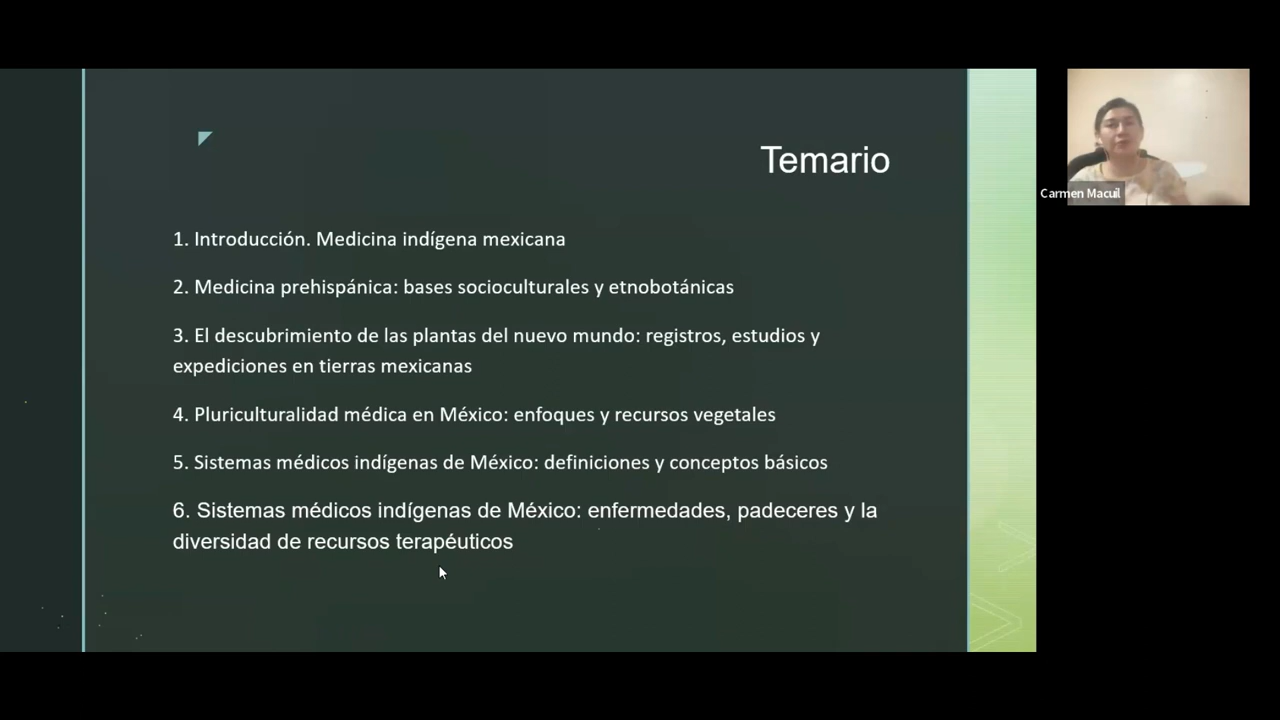 Temario
1. Introducción. Medicina indígena mexicana
2. Medicina prehispánica: bases socioculturales y etnobotánicas
3. El descubrimiento de las plantas del nuevo mundo: registros, estudios y
expediciones en tierras mexicanas
4. Pluriculturalidad médica en México: enfoques y recursos vegetales
5. Sistemas médicos indígenas de México: definiciones y conceptos básicos
6. Sistemas médicos indígenas de México: enfermedades, padeceres y la
diversidad de recursos terapéuticos
Carmen Macuil